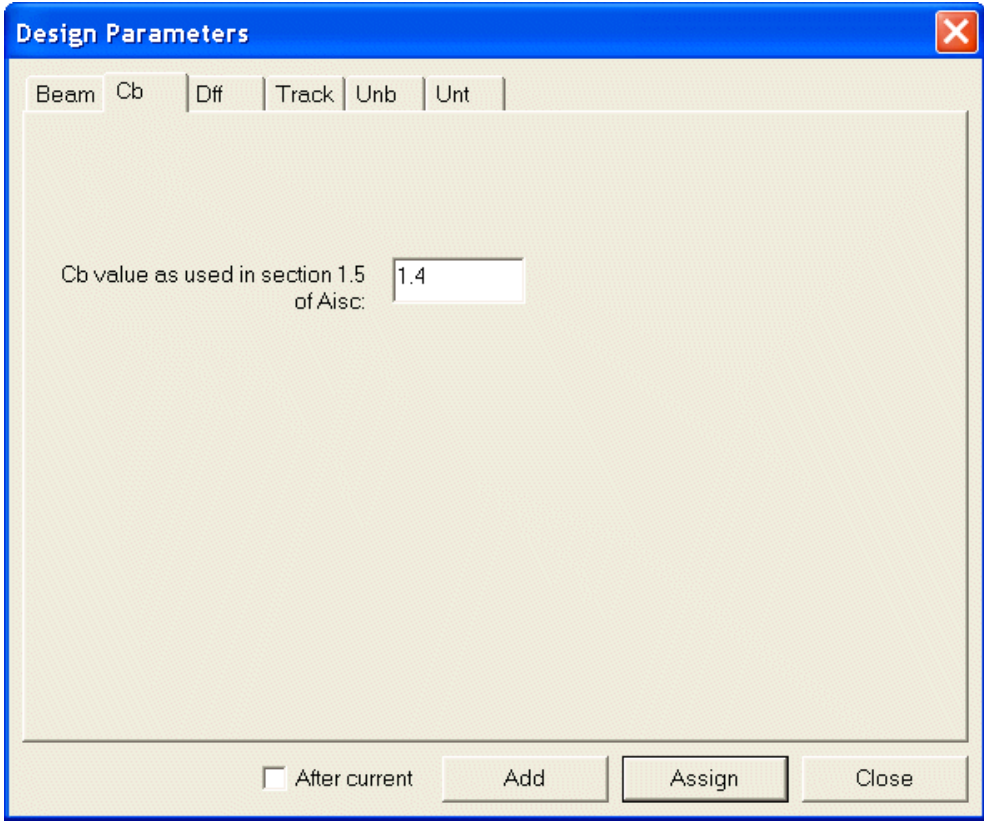 Design Parameters
Beam Cb Dff Track Unb Unt
Cb value as used in section 1.5 1.4
of Aisc:
After current Add Assign Close